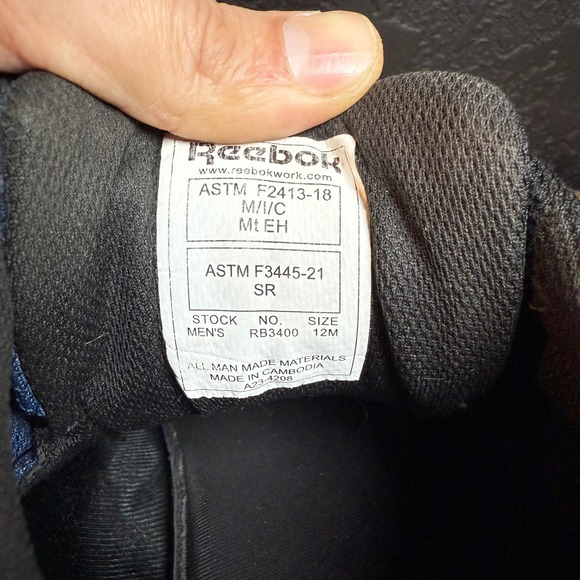 Reebok
www.reebokwork.com
ASTM F2413-18
M/I/C
Mt EH
ASTM F3445-21
SR
STOCK NO. SIZE
MEN'S RB3400 12M
ALL MAN MADE MATERIALS
MADE IN CAMBODIA
A23-4208